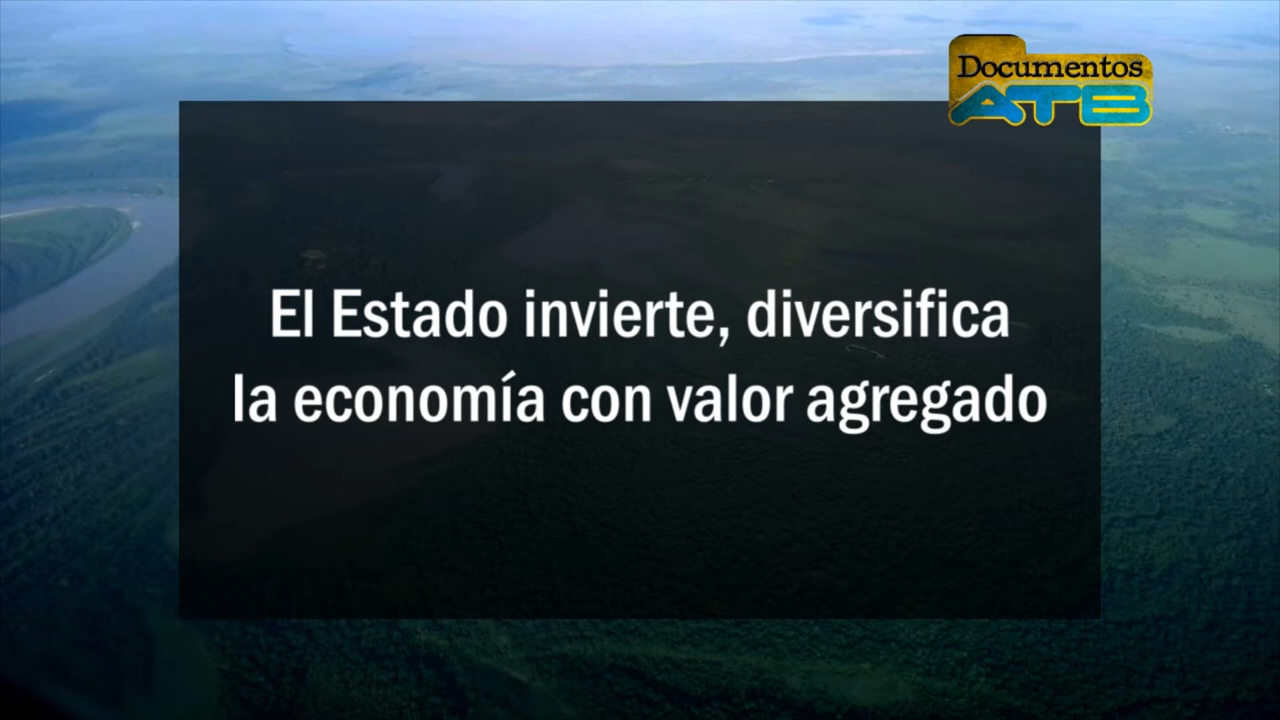 Documentos
ATB
El Estado invierte, diversifica
la economía con valor agregado